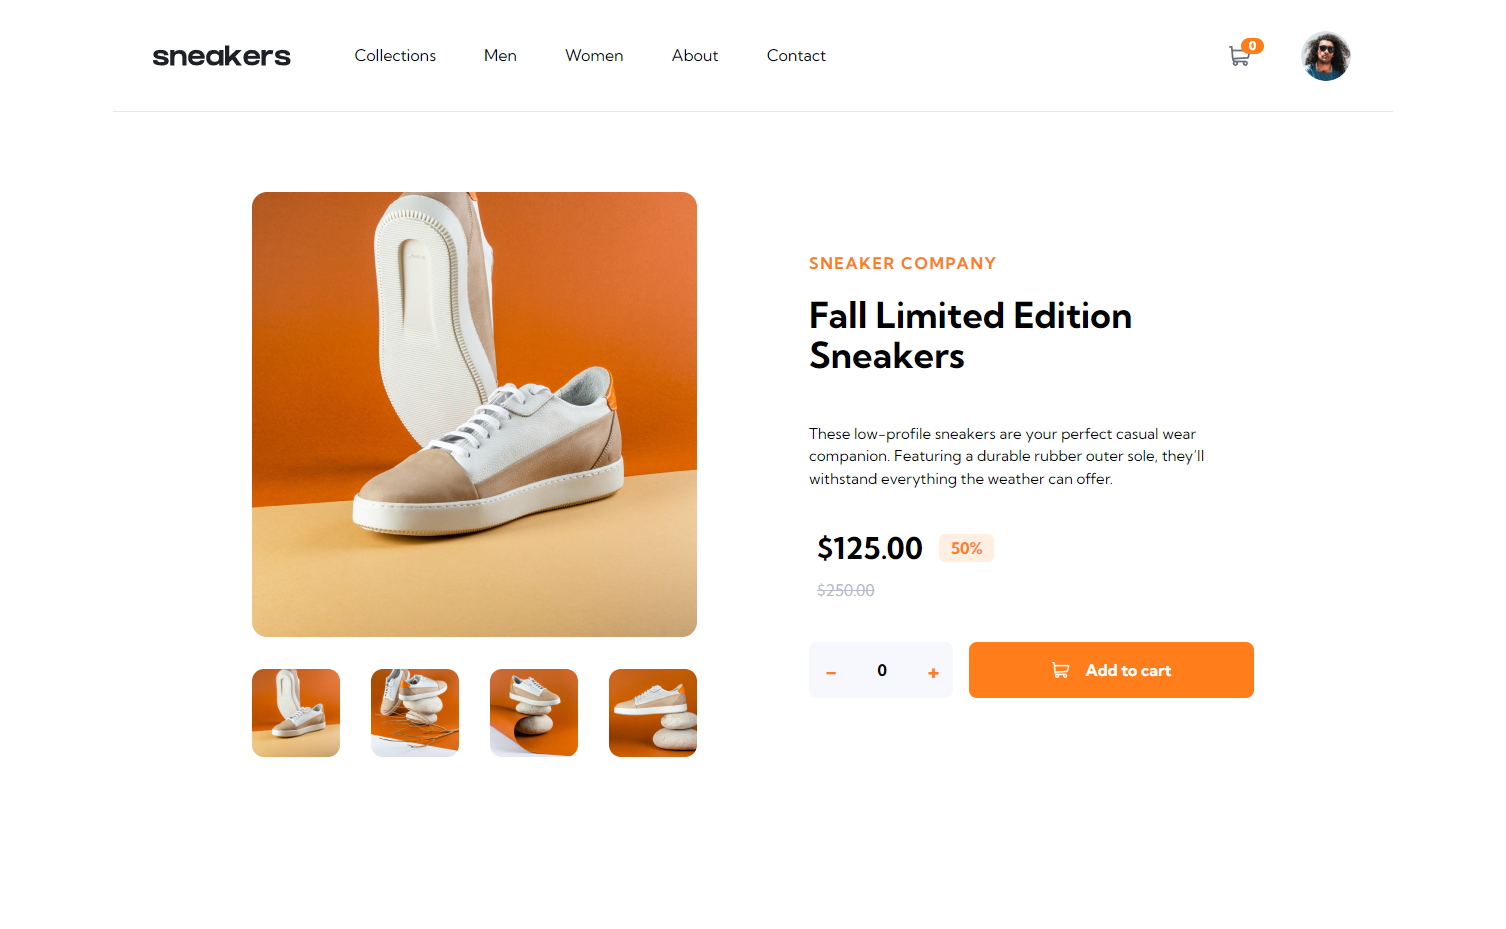 sneakers Collections Men Women About Contact 0
SNEAKER COMPANY
Fall Limited Edition
Sneakers
These low-profile sneakers are your perfect casual wear
companion. Featuring a durable rubber outer sole, they’ll
withstand everything the weather can offer.
$125.00 50%
$250.00
− 0 + Add to cart